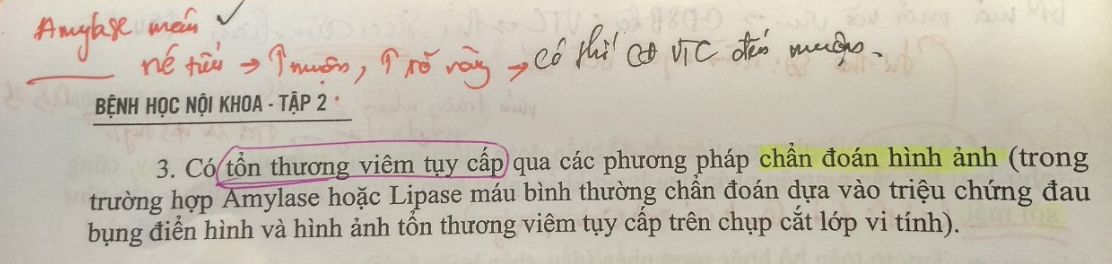 Amylase máu
nc tiểu → ↑ muộn, ↑ rõ ràng → có thể CĐ VTC đến muộn.
BỆNH HỌC NỘI KHOA - TẬP 2
3. Có tổn thương viêm tụy cấp qua các phương pháp chẩn đoán hình ảnh (trong
trường hợp Amylase hoặc Lipase máu bình thường chẩn đoán dựa vào triệu chứng đau
bụng điển hình và hình ảnh tổn thương viêm tụy cấp trên chụp cắt lớp vi tính).